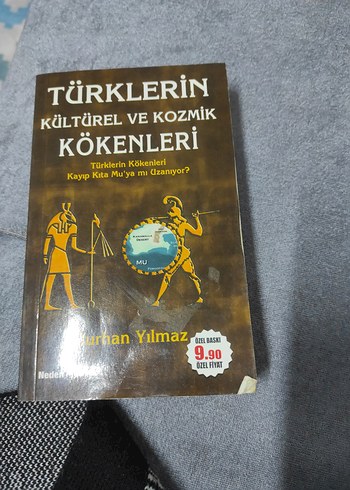 TÜRKLERİN
KÜLTÜREL VE KOZMİK
KÖKENLERİ
Türklerin Kökenleri
Kayıp Kıta Mu'ya mı Uzanıyor?
MU
Yılmaz
ÖZEL BASKI
9.90
ÖZEL FİYAT
Neden